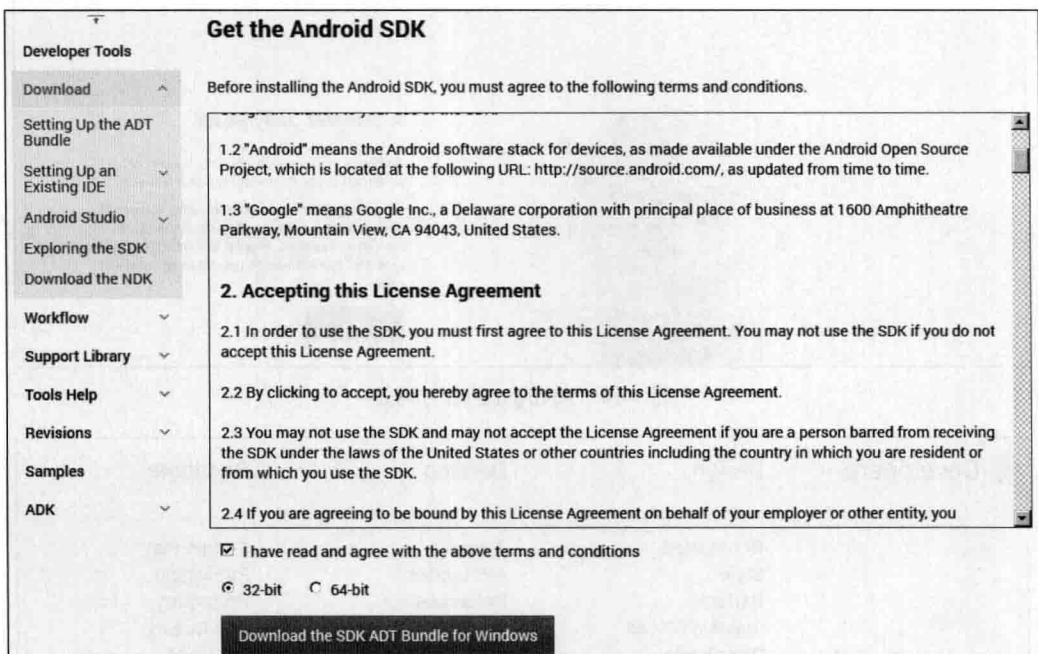 Developer Tools
Download
Setting Up the ADT
Bundle
Setting Up an
Existing IDE
Android Studio
Exploring the SDK
Download the NDK
Workflow
Support Library
Tools Help
Revisions
Samples
ADK
Get the Android SDK
Before installing the Android SDK, you must agree to the following terms and conditions.
1.2 "Android" means the Android software stack for devices, as made available under the Android Open Source
Project, which is located at the following URL: http://source.android.com/, as updated from time to time.
1.3 "Google" means Google Inc., a Delaware corporation with principal place of business at 1600 Amphitheatre
Parkway, Mountain View, CA 94043, United States.
2. Accepting this License Agreement
2.1 In order to use the SDK, you must first agree to this License Agreement. You may not use the SDK if you do not
accept this License Agreement.
2.2 By clicking to accept, you hereby agree to the terms of this License Agreement.
2.3 You may not use the SDK and may not accept the License Agreement if you are a person barred from receiving
the SDK under the laws of the United States or other countries including the country in which you are resident or
from which you use the SDK.
2.4 If you are agreeing to be bound by this License Agreement on behalf of your employer or other entity, you
I have read and agree with the above terms and conditions
32-bit 64-bit
Download the SDK ADT Bundle for Windows